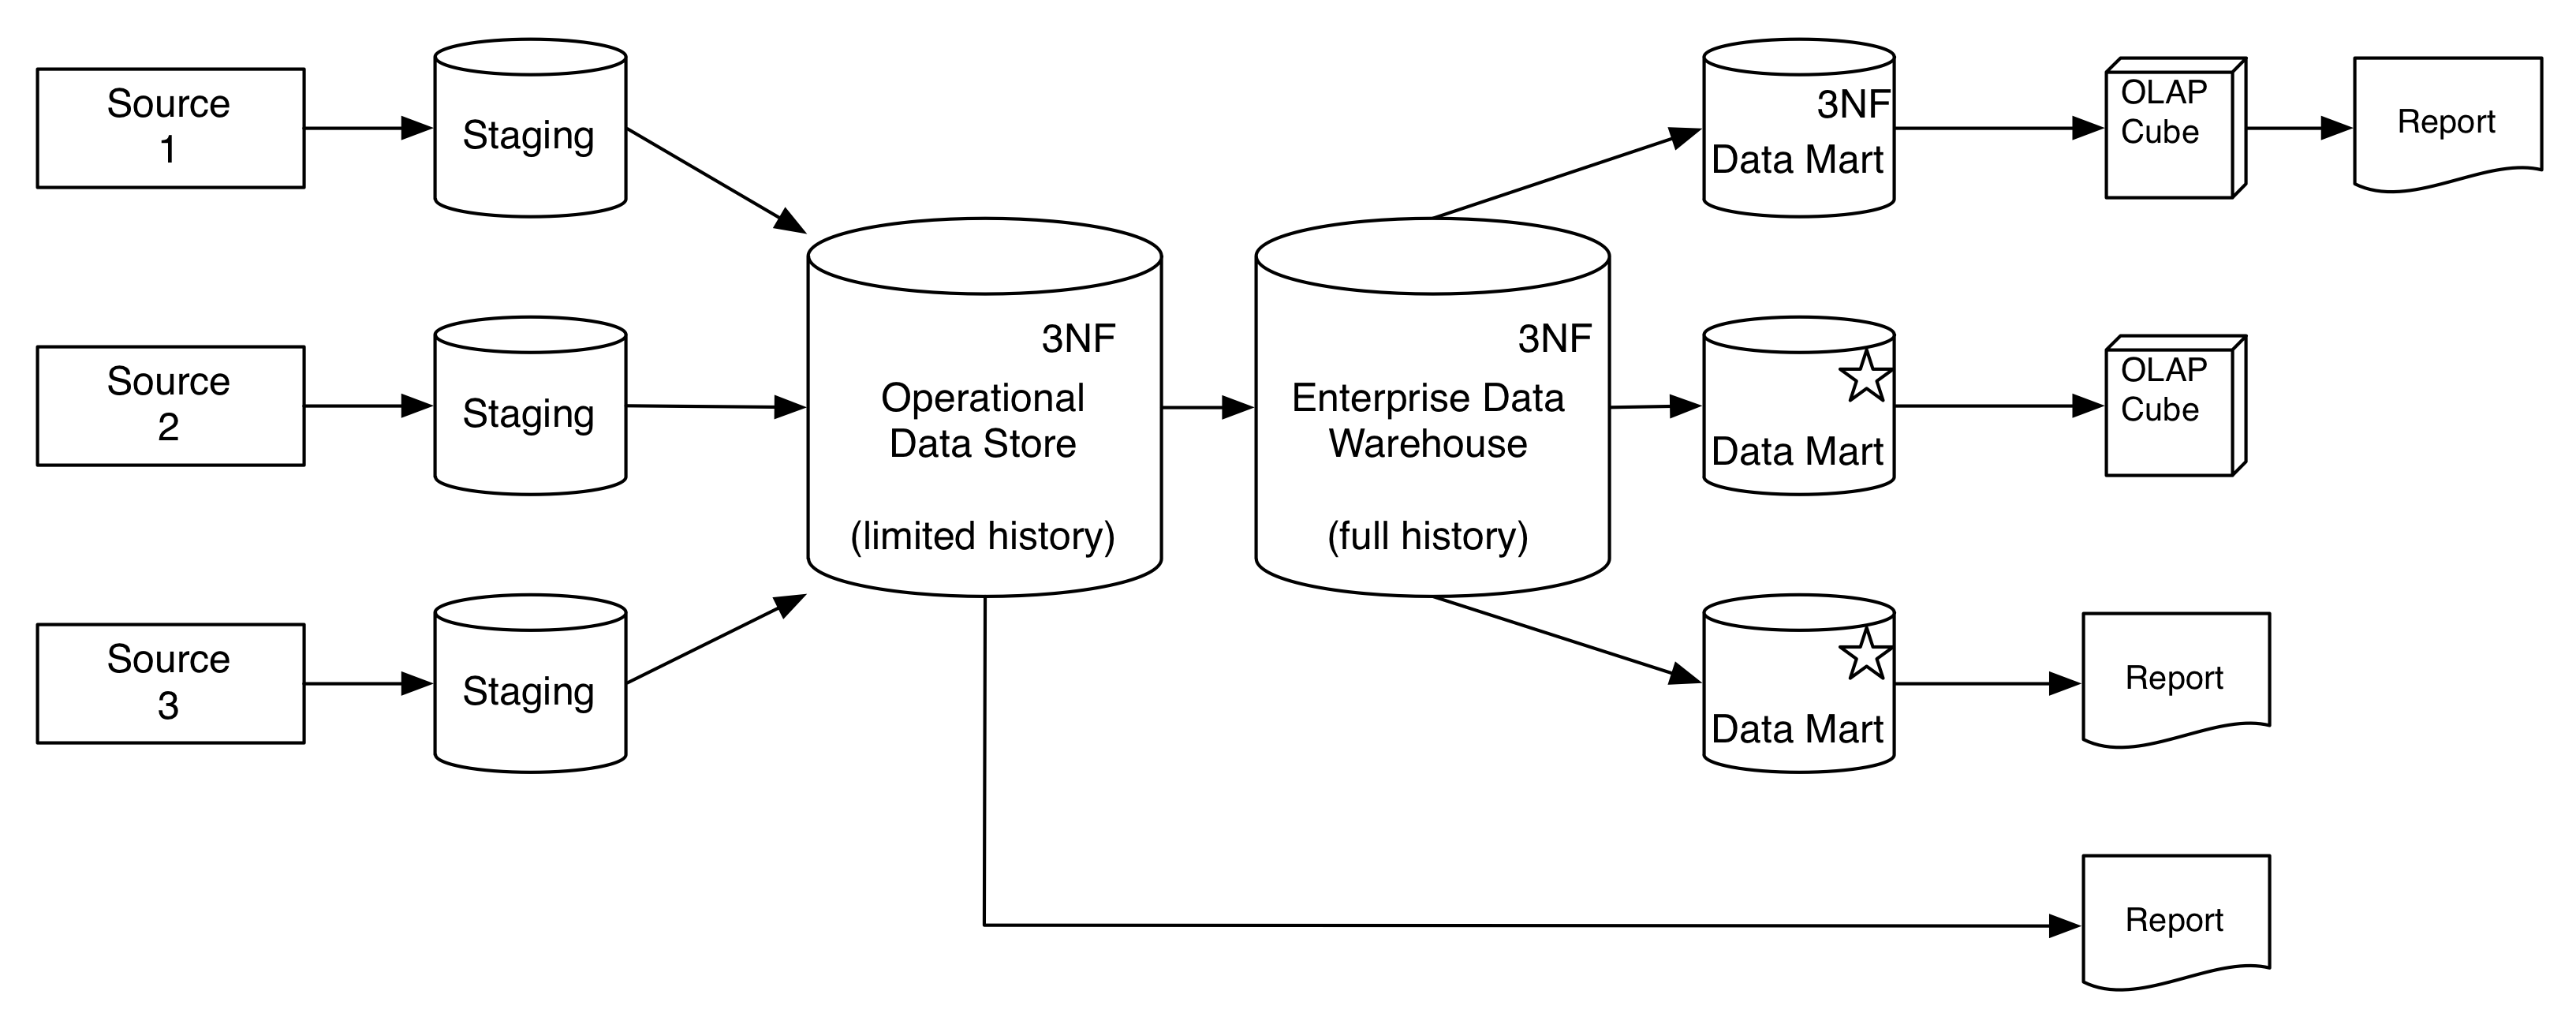 Source
1
Staging
3NF
Data Mart
OLAP
Cube
Report
Source
2
Staging
3NF
Operational
Data Store
(limited history)
3NF
Enterprise Data
Warehouse
(full history)
Data Mart
OLAP
Cube
Source
3
Staging
Data Mart
Report
Report